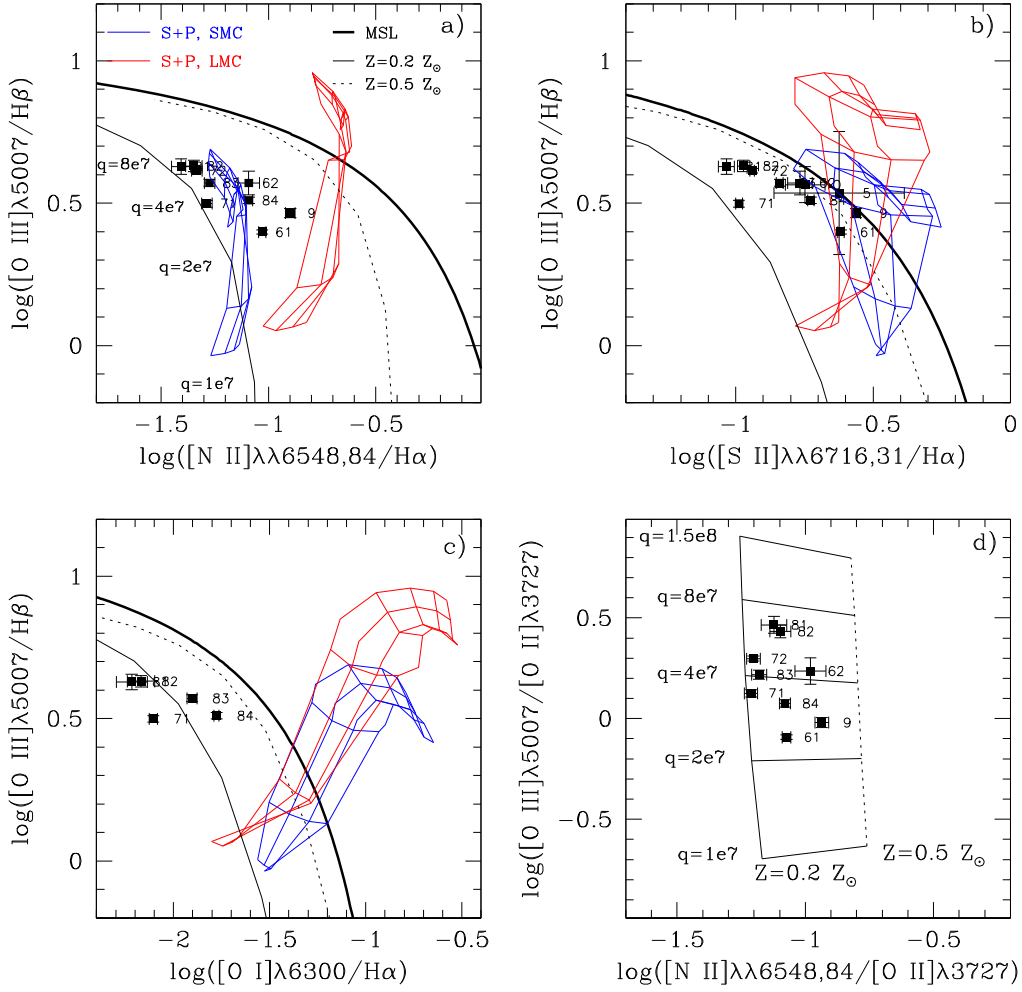 S+P, SMC
S+P, LMC
MSL
Z=0.2 Z⊙
Z=0.5 Z⊙
a)
1
0.5
0
q=8e7
q=4e7
q=2e7
q=1e7
82
72
83
71
62
84
9
61
−1.5
−1
−0.5
log([O III]λ5007/Hβ)
log([N II]λλ6548,84/Hα)
b)
1
0.5
0
82
72
71
5
9
61
−1
−0.5
0
log([O III]λ5007/Hβ)
log([S II]λλ6716,31/Hα)
c)
1
0.5
0
81
82
83
71
84
−2
−1.5
−1
−0.5
log([O III]λ5007/Hβ)
log([O I]λ6300/Hα)
d)
q=1.5e8
q=8e7
q=4e7
q=2e7
q=1e7
0.5
0
−0.5
81
82
72
62
83
71
84
9
61
Z=0.2 Z⊙
Z=0.5 Z⊙
−1.5
−1
−0.5
log([O III]λ5007/[O II]λ3727)
log([N II]λλ6548,84/[O II]λ3727)